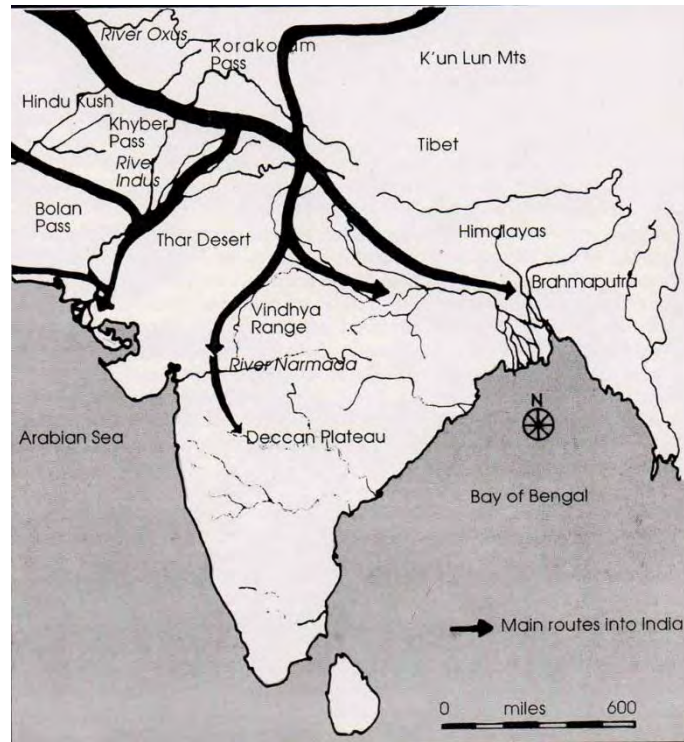 River Oxus
Korakoram
Pass
K'un Lun Mts
Hindu Kush
Khyber
Pass
River
Indus
Tibet
Bolan
Pass
Thar Desert
Himalayas
Brahmaputra
Vindhya
Range
River Narmada
N
Arabian Sea
Deccan Plateau
Bay of Bengal
Main routes into India
0 miles 600